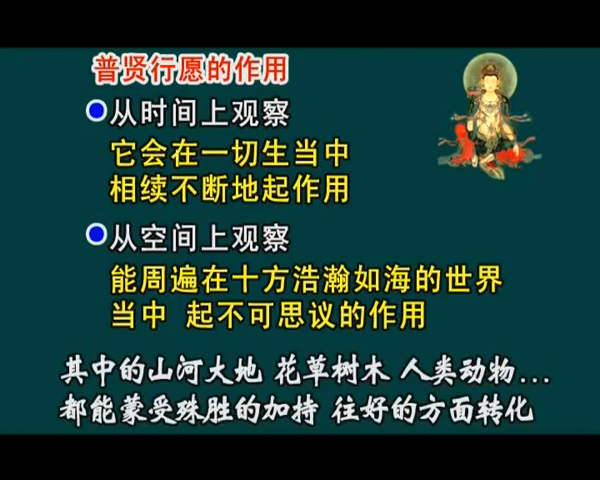 普贤行愿的作用
从时间上观察
它会在一切生当中
相续不断地起作用
从空间上观察
能周遍在十方浩瀚如海的世界
当中 起不可思议的作用
其中的山河大地 花草树木 人类动物...
都能蒙受殊胜的加持 往好的方面转化